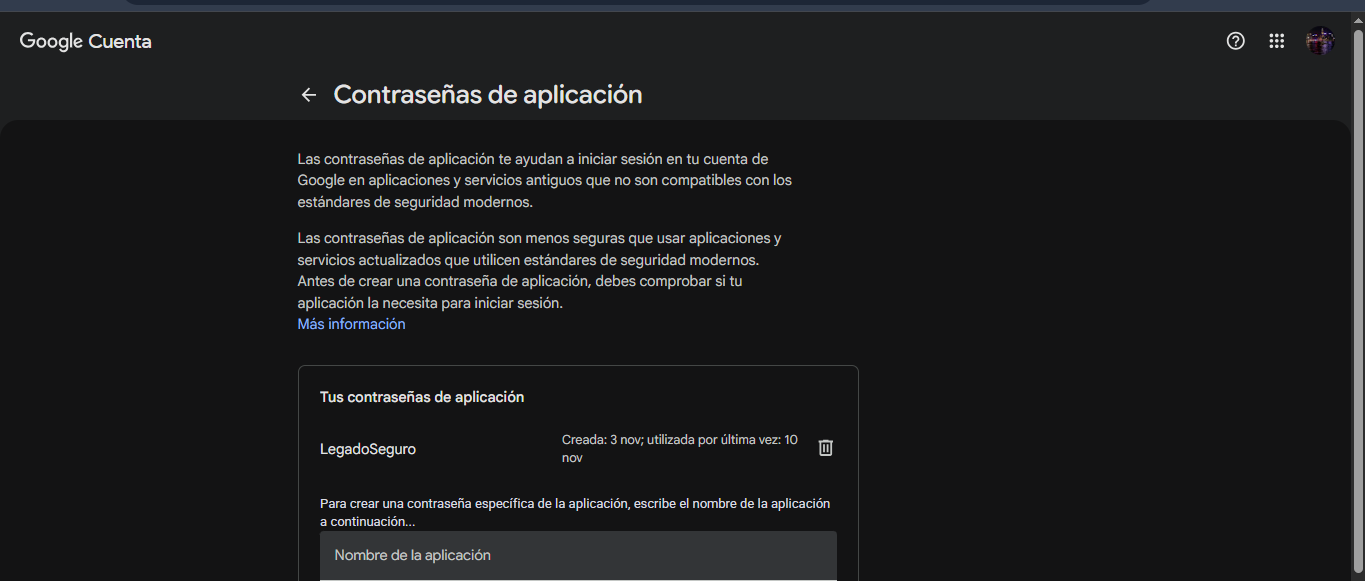 Google Cuenta
Contraseñas de aplicación
Las contraseñas de aplicación te ayudan a iniciar sesión en tu cuenta de
Google en aplicaciones y servicios antiguos que no son compatibles con los
estándares de seguridad modernos.
Las contraseñas de aplicación son menos seguras que usar aplicaciones y
servicios actualizados que utilicen estándares de seguridad modernos.
Antes de crear una contraseña de aplicación, debes comprobar si tu
aplicación la necesita para iniciar sesión.
Más información
Tus contraseñas de aplicación
LegadoSeguro
Creada: 3 nov; utilizada por última vez: 10
nov
Para crear una contraseña específica de la aplicación, escribe el nombre de la aplicación
a continuación...
Nombre de la aplicación